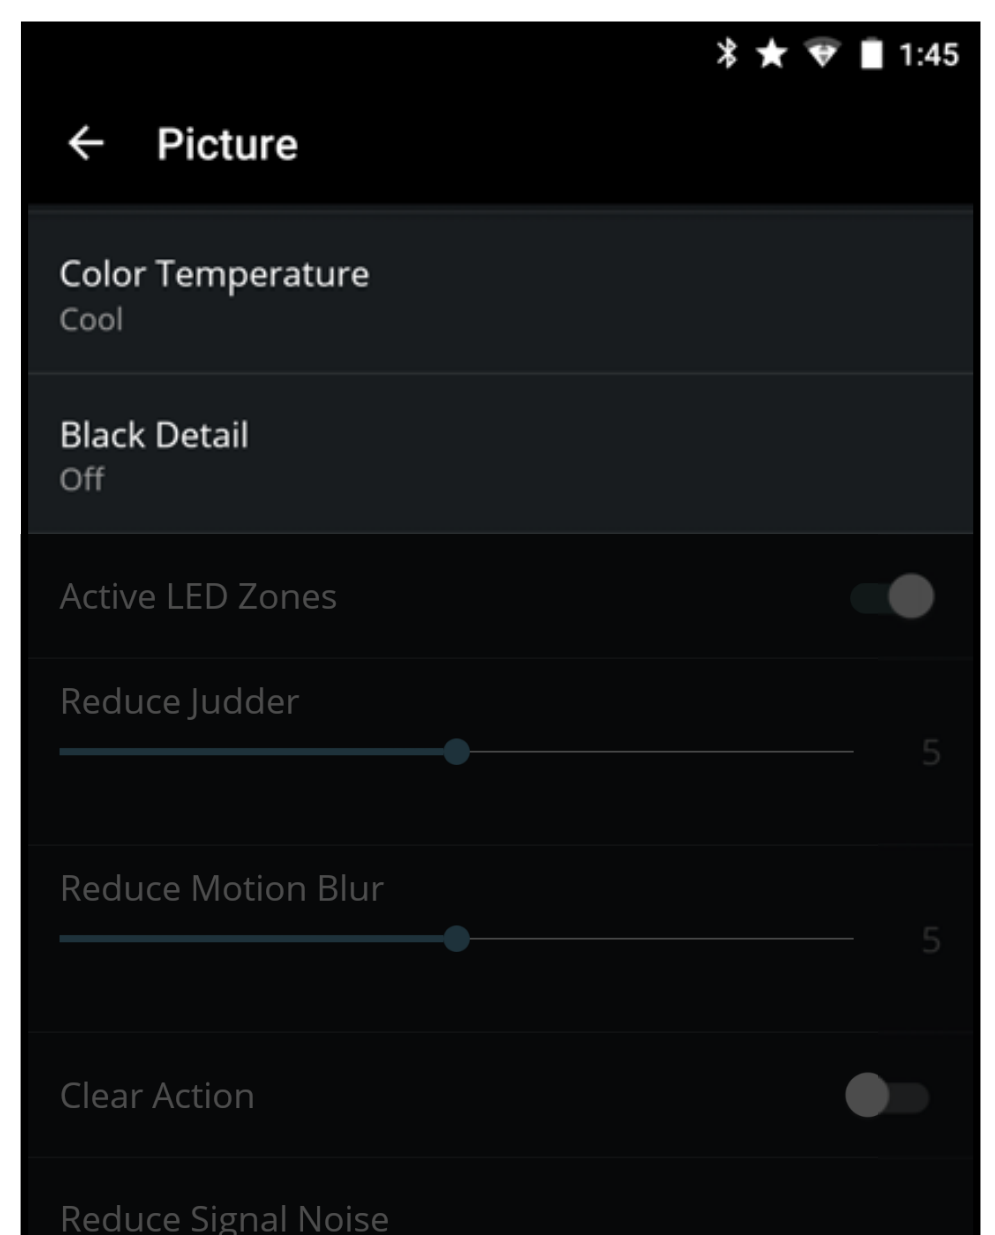 1:45
Picture
Color Temperature
Cool
Black Detail
Off
Active LED Zones
Reduce Judder
5
Reduce Motion Blur
5
Clear Action
Reduce Signal Noise